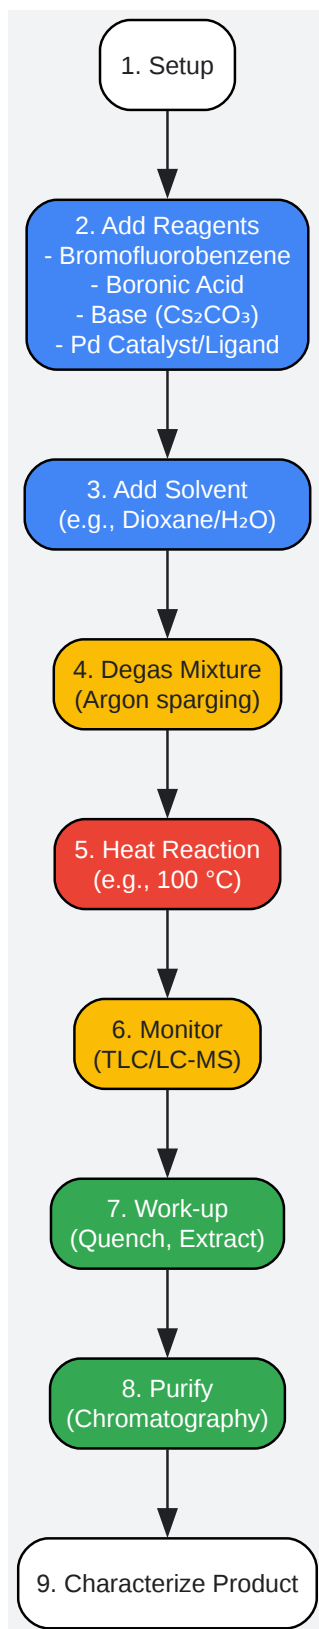 1. Setup
2. Add Reagents
- Bromofluorobenzene
- Boronic Acid
- Base (Cs₂CO₃)
- Pd Catalyst/Ligand
3. Add Solvent
(e.g., Dioxane/H₂O)
4. Degas Mixture
(Argon sparging)
5. Heat Reaction
(e.g., 100 °C)
6. Monitor
(TLC/LC-MS)
7. Work-up
(Quench, Extract)
8. Purify
(Chromatography)
9. Characterize Product